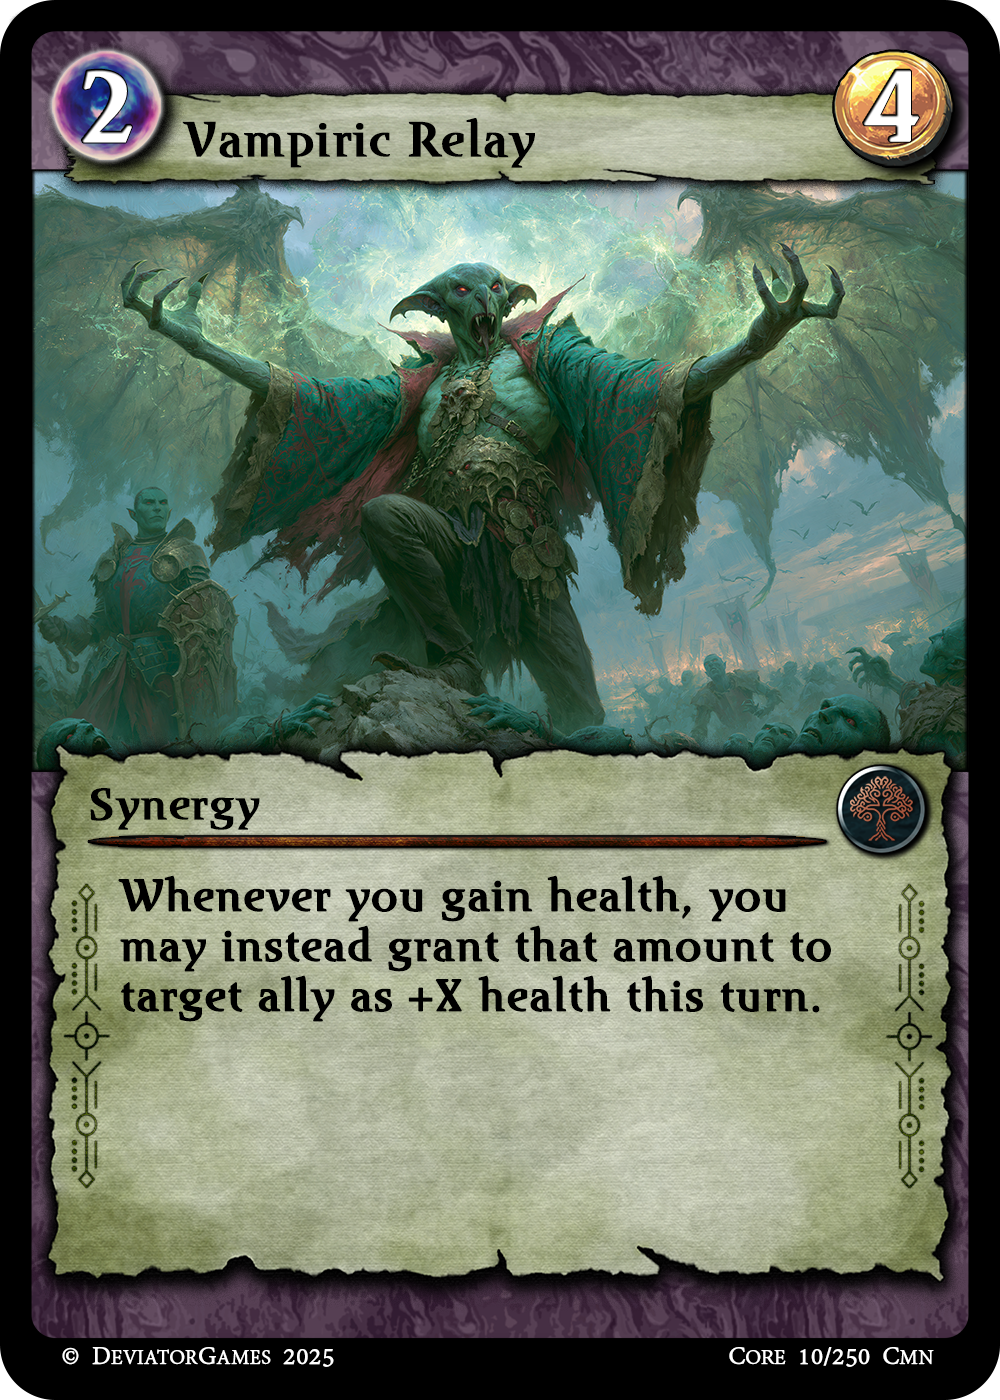 2
Vampiric Relay
4
Synergy
Whenever you gain health, you
may instead grant that amount to
target ally as +X health this turn.
© DeviatorGames 2025
Core 10/250 Cmn